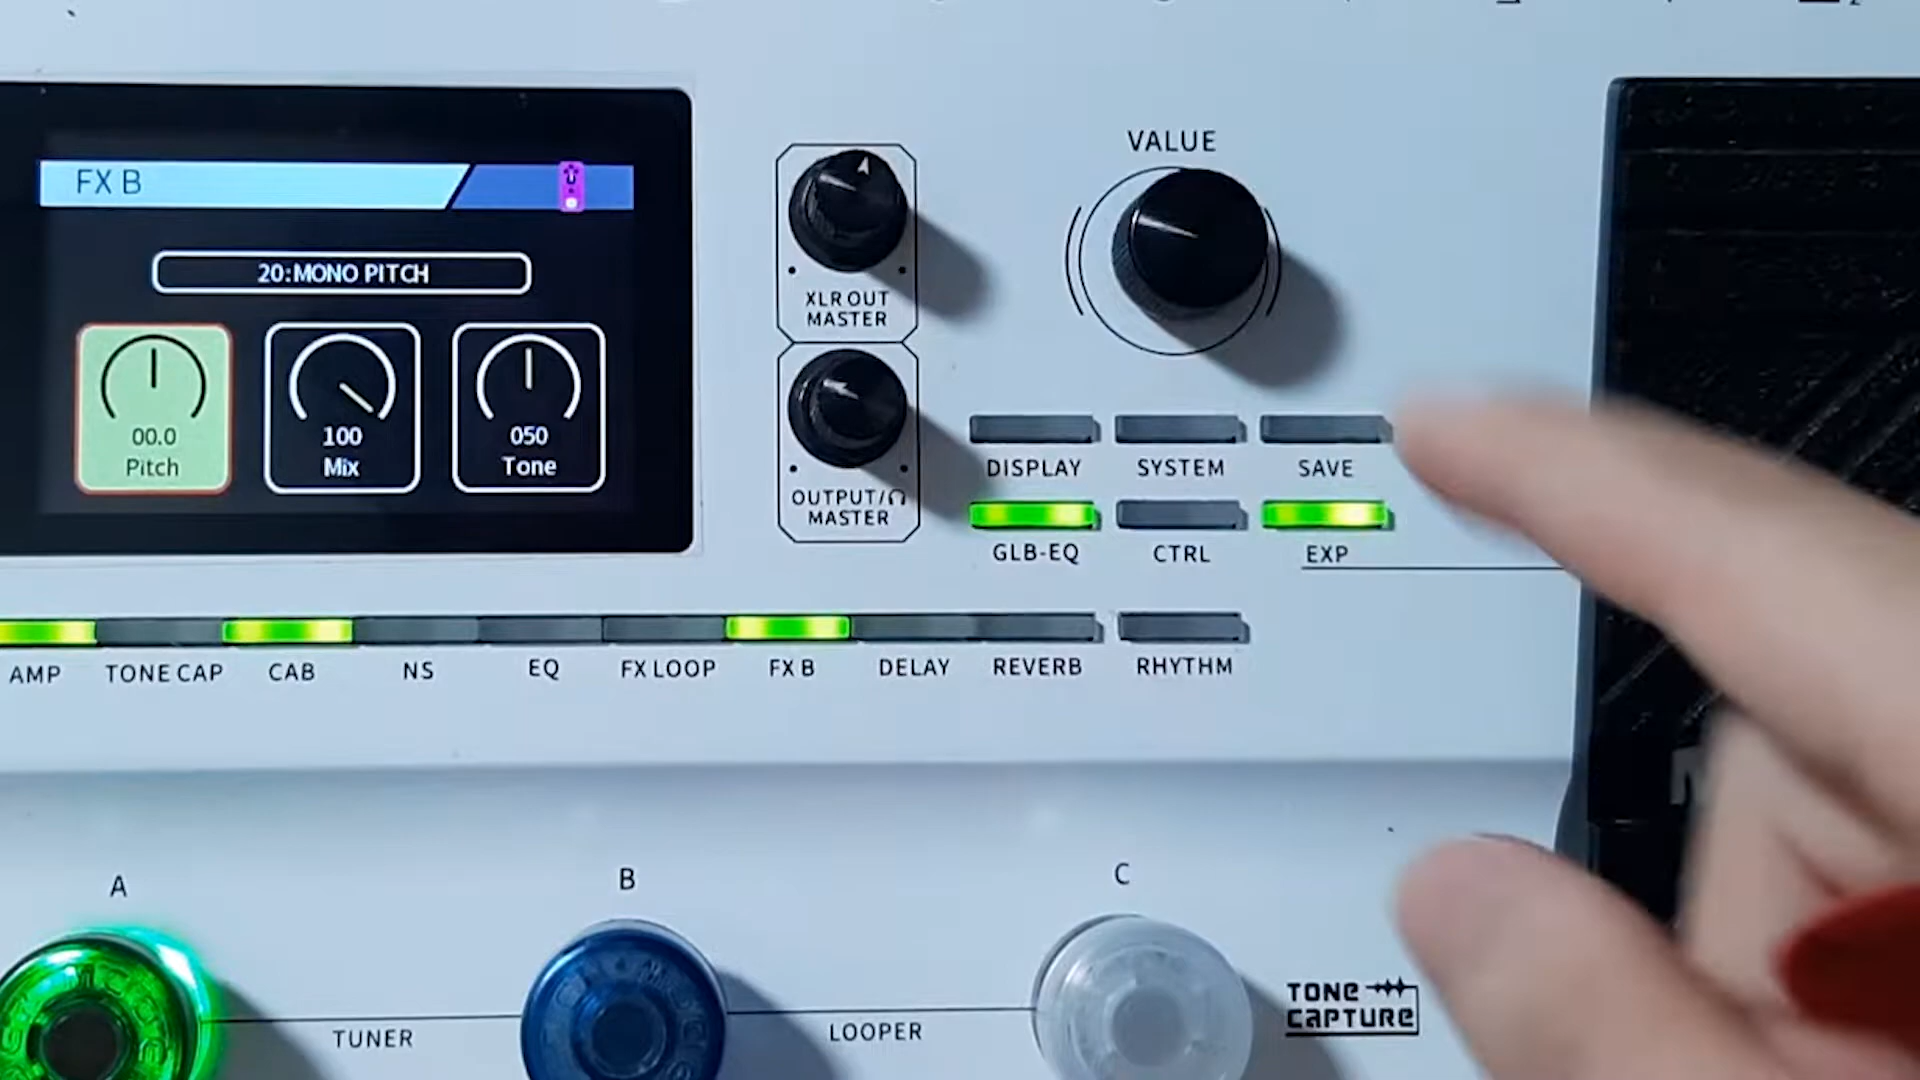 VALUE
FX B
20:MONO PITCH
00.0
Pitch
100
Mix
050
Tone
XLR OUT
MASTER
OUTPUT/
MASTER
DISPLAY
SYSTEM
SAVE
GLB-EQ
CTRL
EXP
AMP
TONE CAP
CAB
NS
EQ
FX LOOP
FX B
DELAY
REVERB
RHYTHM
A
B
C
TUNER
LOOPER
TONE
CAPTURE